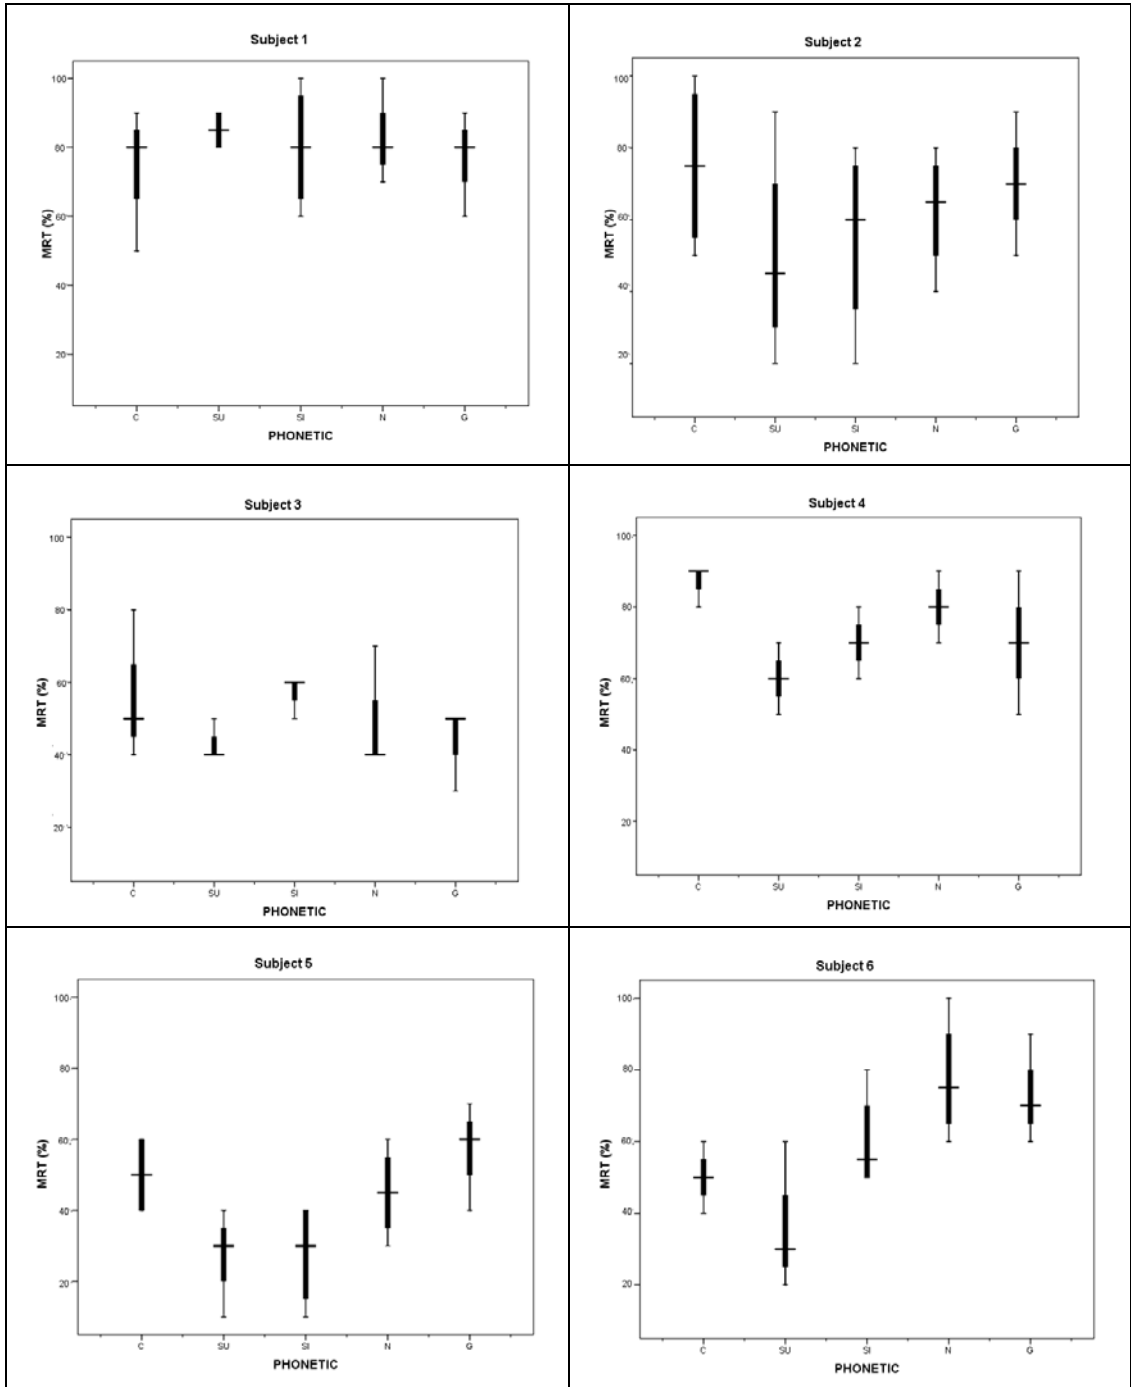 Subject 1
100
80
60
40
20
MRT (%)
C SU SI N G
PHONETIC
Subject 2
100
80
60
40
20
MRT (%)
C SU SI N G
PHONETIC
Subject 3
100
80
60
40
20
MRT (%)
C SU SI N G
PHONETIC
Subject 4
100
80
60
40
20
MRT (%)
C SU SI N G
PHONETIC
Subject 5
100
80
60
40
20
MRT (%)
C SU SI N G
PHONETIC
Subject 6
100
80
60
40
20
MRT (%)
C SU SI N G
PHONETIC